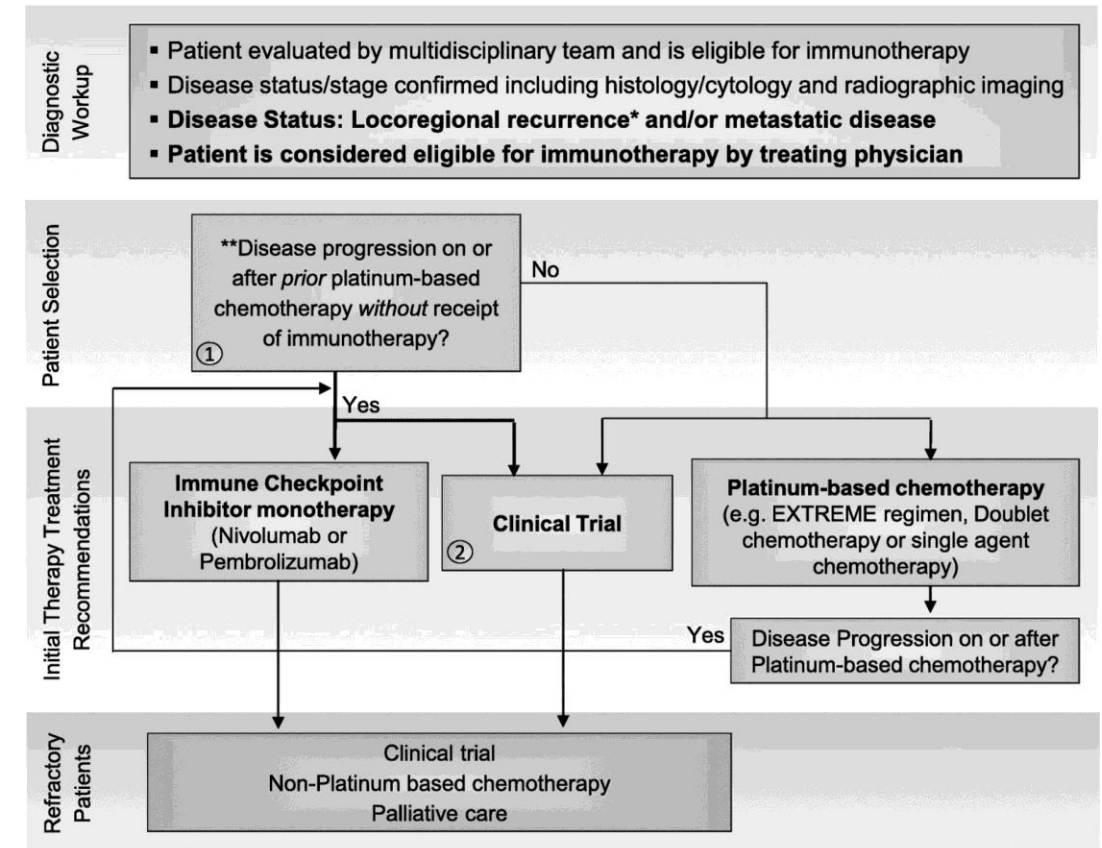 Diagnostic
Workup
▪ Patient evaluated by multidisciplinary team and is eligible for immunotherapy
▪ Disease status/stage confirmed including histology/cytology and radiographic imaging
▪ Disease Status: Locoregional recurrence* and/or metastatic disease
▪ Patient is considered eligible for immunotherapy by treating physician
Patient Selection
**Disease progression on or
after prior platinum-based
chemotherapy without receipt
of immunotherapy?
①
No
Yes
Initial Therapy Treatment
Recommendations
Immune Checkpoint
Inhibitor monotherapy
(Nivolumab or
Pembrolizumab)
Clinical Trial
②
Platinum-based chemotherapy
(e.g. EXTREME regimen, Doublet
chemotherapy or single agent
chemotherapy)
Yes
Disease Progression on or after
Platinum-based chemotherapy?
Refractory
Patients
Clinical trial
Non-Platinum based chemotherapy
Palliative care